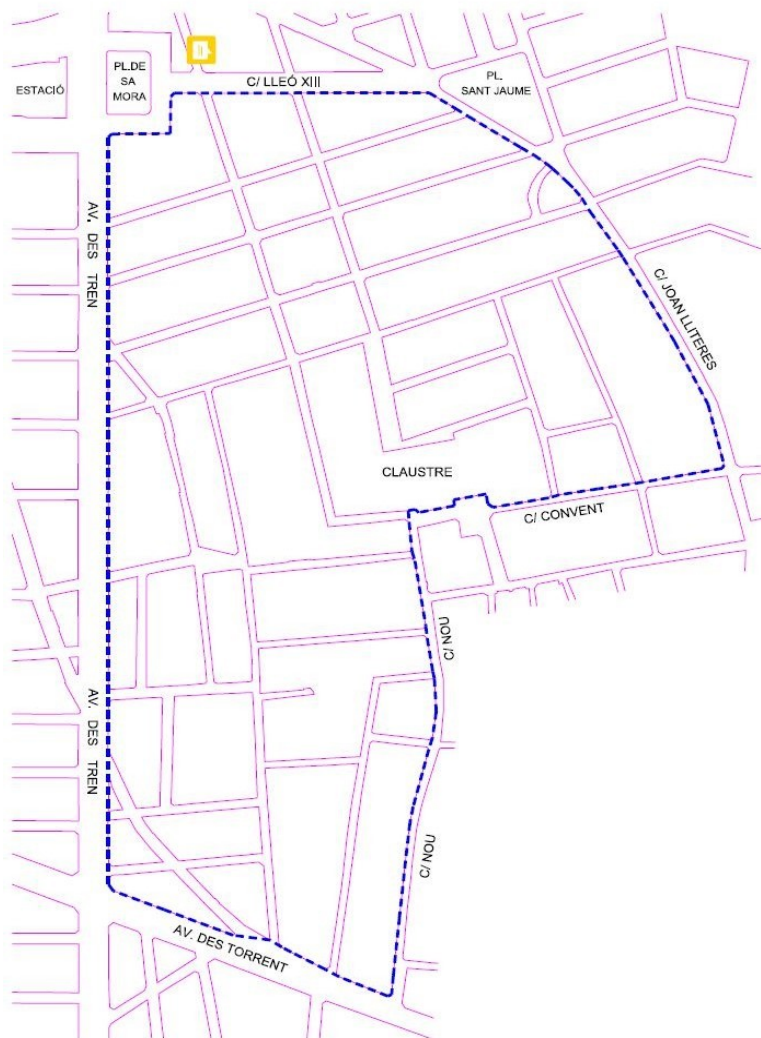 ESTACIÓ
PL.DE
SA
MORA
C/ LLEÓ XIII
PL.
SANT JAUME
AV. DES TREN
C/ JOAN LLITERES
CLAUSTRE
C/ CONVENT
C/ NOU
AV. DES TREN
C/ NOU
AV. DES TORRENT